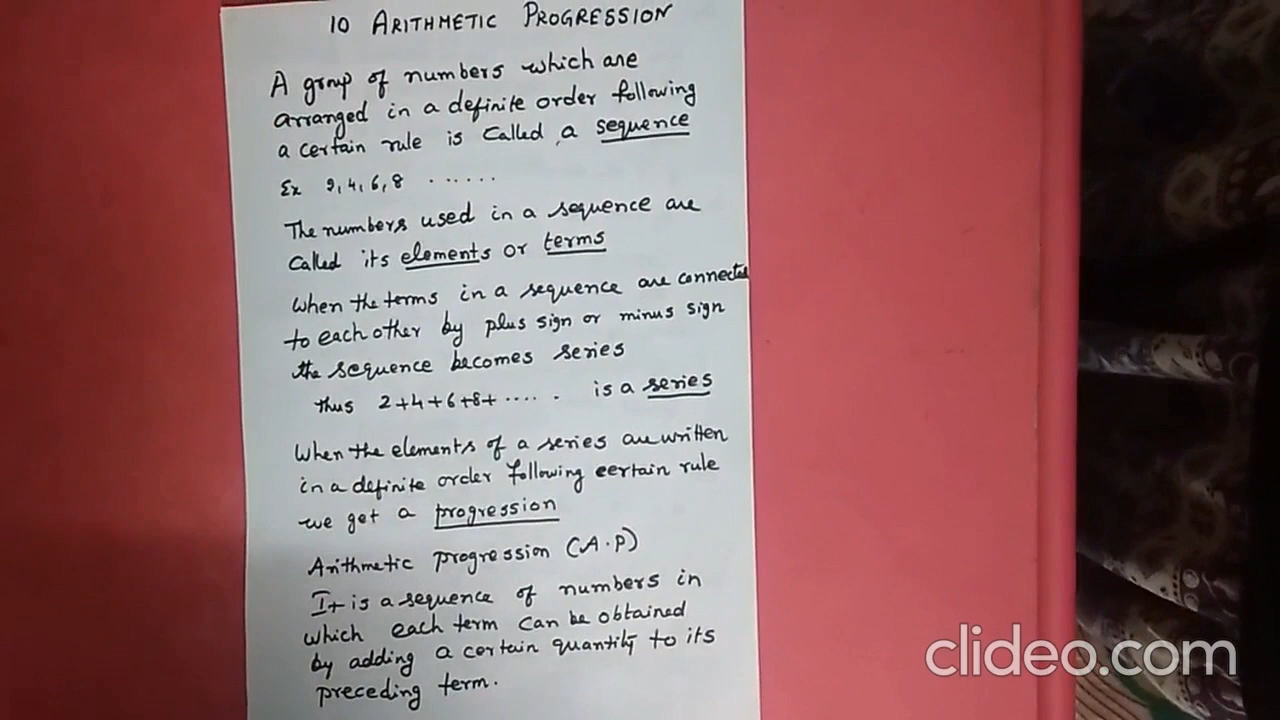 10 ARITHMETIC PROGRESSION
A group of numbers which are
arranged in a definite order following
a certain rule is called a sequence
Ex 2, 4, 6, 8 ......
The numbers used in a sequence are
called its elements or terms
When the terms in a sequence are connected
to each other by plus sign or minus sign
the sequence becomes series
Thus 2+4+6+8+ ..... is a series
When the elements of a series are written
in a definite order following certain rule
we get a progression
Arithmetic progression (A.P)
It is a sequence of numbers in
which each term can be obtained
by adding a certain quantity to its
preceding term.
clideo.com